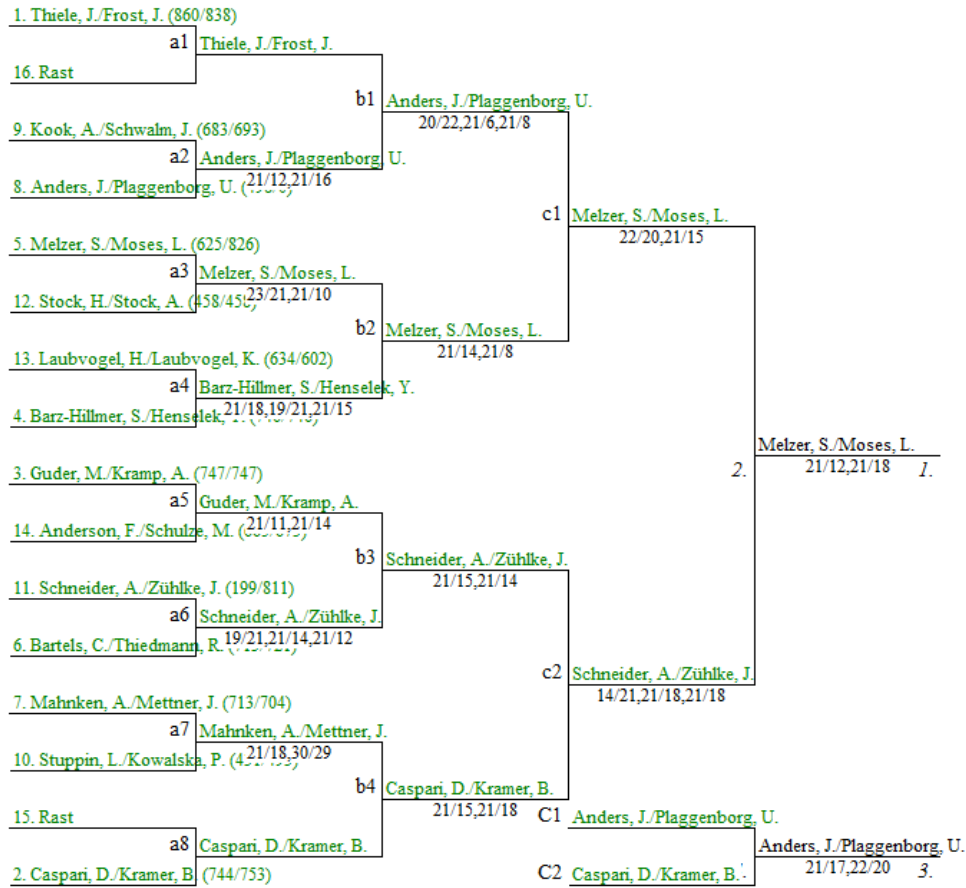 1. Thiele, J./Frost, J. (860/838)
a1 Thiele, J./Frost, J.
16. Rast
b1 Anders, J./Plaggenborg, U.
20/22,21/6,21/8
9. Kook, A./Schwalm, J. (683/693)
a2 Anders, J./Plaggenborg, U.
21/12,21/16
8. Anders, J./Plaggenborg, U.
c1 Melzer, S./Moses, L.
22/20,21/15
5. Melzer, S./Moses, L. (625/826)
a3 Melzer, S./Moses, L.
23/21,21/10
12. Stock, H./Stock, A. (458/458)
b2 Melzer, S./Moses, L.
21/14,21/8
13. Laubvogel, H./Laubvogel, K. (634/602)
a4 Barz-Hillmer, S./Henselek, Y.
21/18,19/21,21/15
4. Barz-Hillmer, S./Henselek,
2. Melzer, S./Moses, L.
21/12,21/18 1.
3. Guder, M./Kramp, A. (747/747)
a5 Guder, M./Kramp, A.
21/11,21/14
14. Anderson, F./Schulze, M.
b3 Schneider, A./Zühlke, J.
21/15,21/14
11. Schneider, A./Zühlke, J. (199/811)
a6 Schneider, A./Zühlke, J.
19/21,21/14,21/12
6. Bartels, C./Thiedmann, R.
c2 Schneider, A./Zühlke, J.
14/21,21/18,21/18
7. Mahnken, A./Mettner, J. (713/704)
a7 Mahnken, A./Mettner, J.
21/18,30/29
10. Stuppin, L./Kowalska, P.
b4 Caspari, D./Kramer, B.
21/15,21/18
C1 Anders, J./Plaggenborg, U.
15. Rast
a8 Caspari, D./Kramer, B.
Anders, J./Plaggenborg, U.
21/17,22/20 3.
2. Caspari, D./Kramer, B. (744/753)
C2 Caspari, D./Kramer, B.